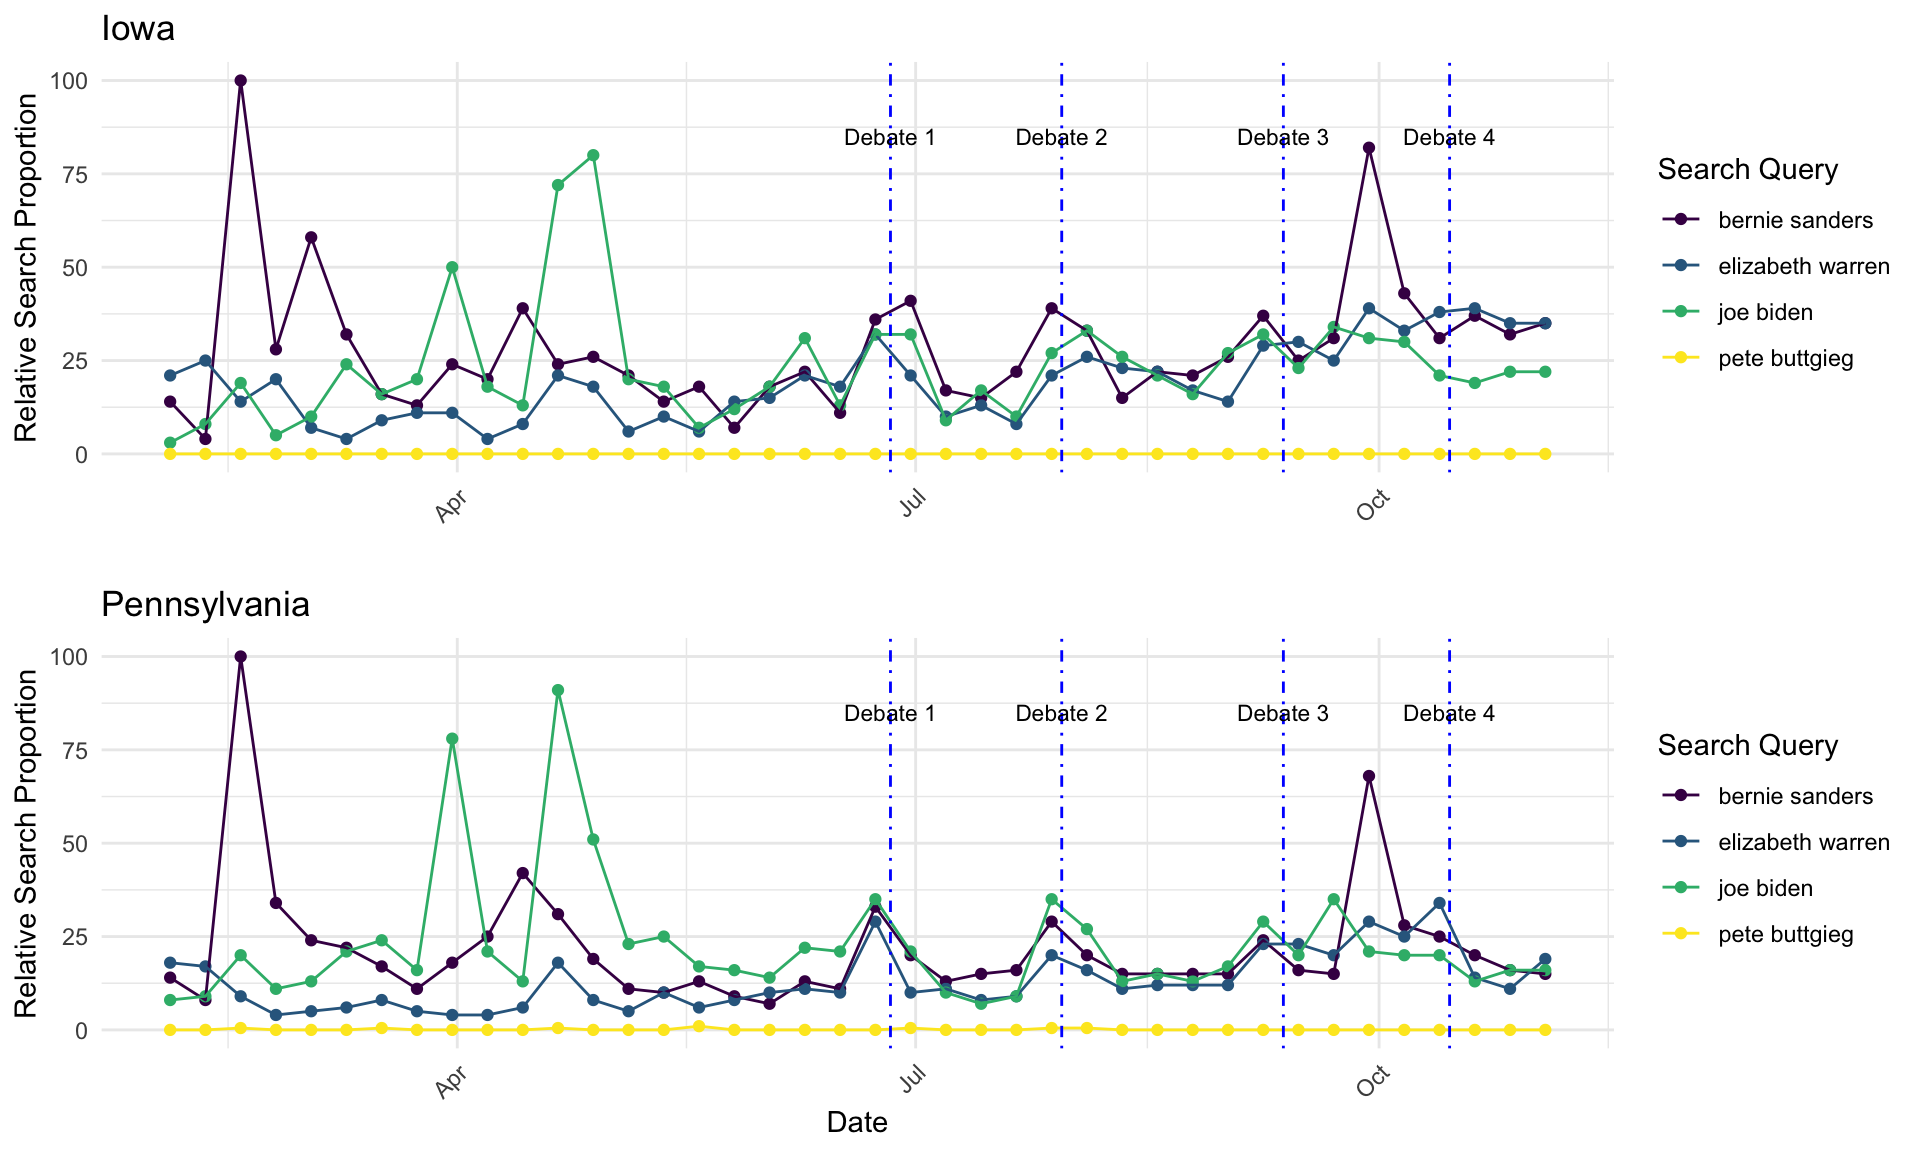 Iowa
Relative Search Proportion
100
75
50
25
0
Debate 1
Debate 2
Debate 3
Debate 4
Apr
Jul
Oct
Search Query
bernie sanders
elizabeth warren
joe biden
pete buttgieg
Pennsylvania
Relative Search Proportion
100
75
50
25
0
Debate 1
Debate 2
Debate 3
Debate 4
Apr
Jul
Oct
Date
Search Query
bernie sanders
elizabeth warren
joe biden
pete buttgieg